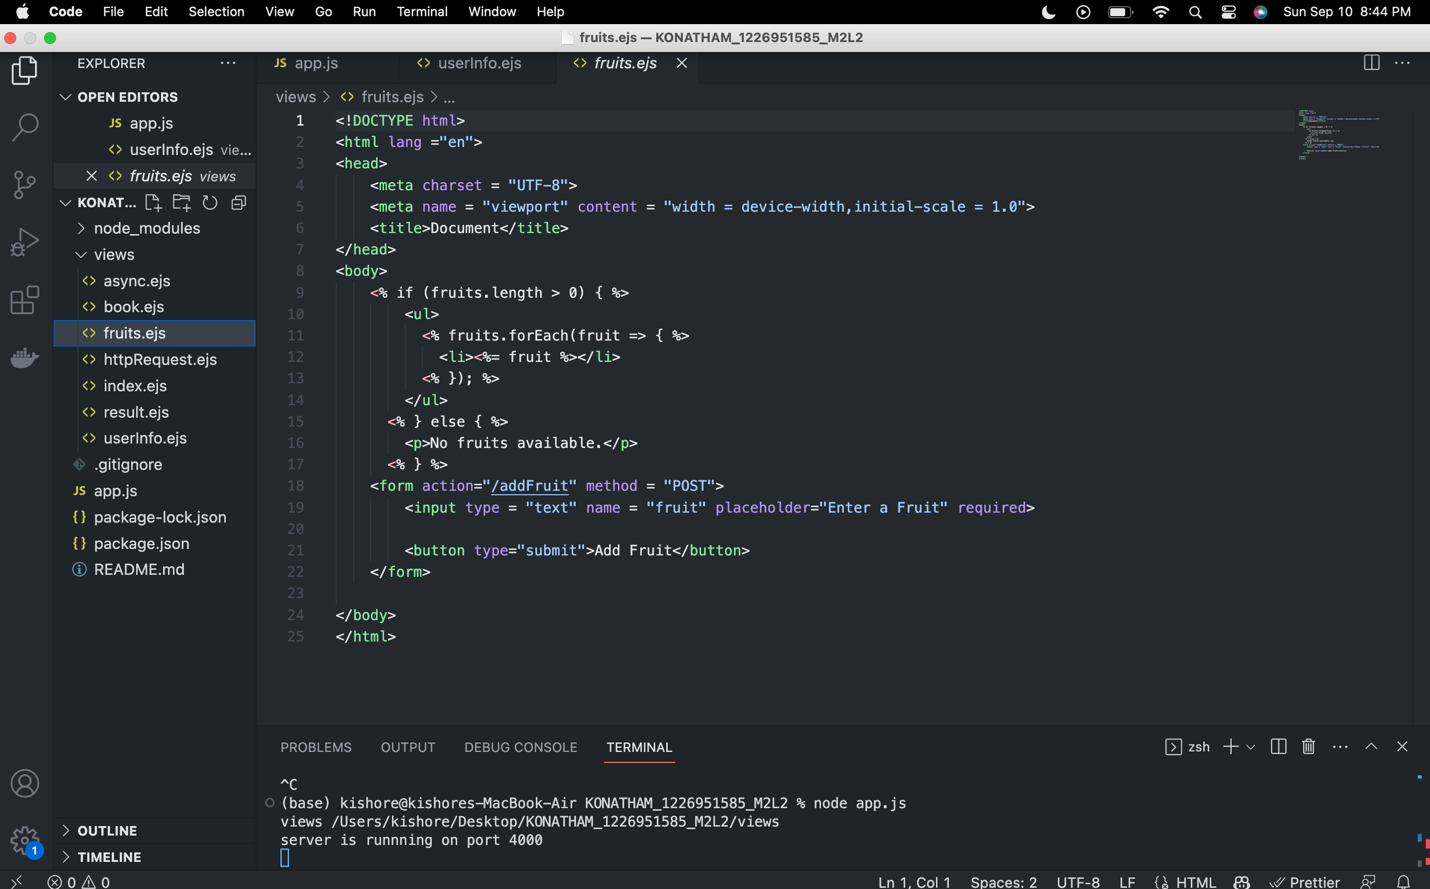 Code File Edit Selection View Go Run Terminal Window Help Sun Sep 10 8:44 PM
fruits.ejs — KONATHAM_1226951585_M2L2
EXPLORER
JS app.js
<> userInfo.ejs
<> fruits.ejs
OPEN EDITORS
JS app.js
<> userInfo.ejs vie...
<> fruits.ejs views
KONAT...
node_modules
views
<> async.ejs
<> book.ejs
<> fruits.ejs
<> httpRequest.ejs
<> index.ejs
<> result.ejs
<> userInfo.ejs
.gitignore
JS app.js
{} package-lock.json
{} package.json
README.md
OUTLINE
TIMELINE
1
views > <> fruits.ejs > ...
1 <!DOCTYPE html>
2 <html lang ="en">
3 <head>
4 <meta charset = "UTF-8">
5 <meta name = "viewport" content = "width = device-width,initial-scale = 1.0">
6 <title>Document</title>
7 </head>
8 <body>
9 <% if (fruits.length > 0) { %>
10 <ul>
11 <% fruits.forEach(fruit => { %>
12 <li><%= fruit %></li>
13 <% }); %>
14 </ul>
15 <% } else { %>
16 <p>No fruits available.</p>
17 <% } %>
18 <form action="/addFruit" method = "POST">
19 <input type = "text" name = "fruit" placeholder="Enter a Fruit" required>
20
21 <button type="submit">Add Fruit</button>
22 </form>
23
24 </body>
25 </html>
PROBLEMS OUTPUT DEBUG CONSOLE TERMINAL zsh
^C
(base) kishore@kishores-MacBook-Air KONATHAM_1226951585_M2L2 % node app.js
views /Users/kishore/Desktop/KONATHAM_1226951585_M2L2/views
server is runnning on port 4000
0 0 Ln 1, Col 1 Spaces: 2 UTF-8 LF {} HTML Prettier